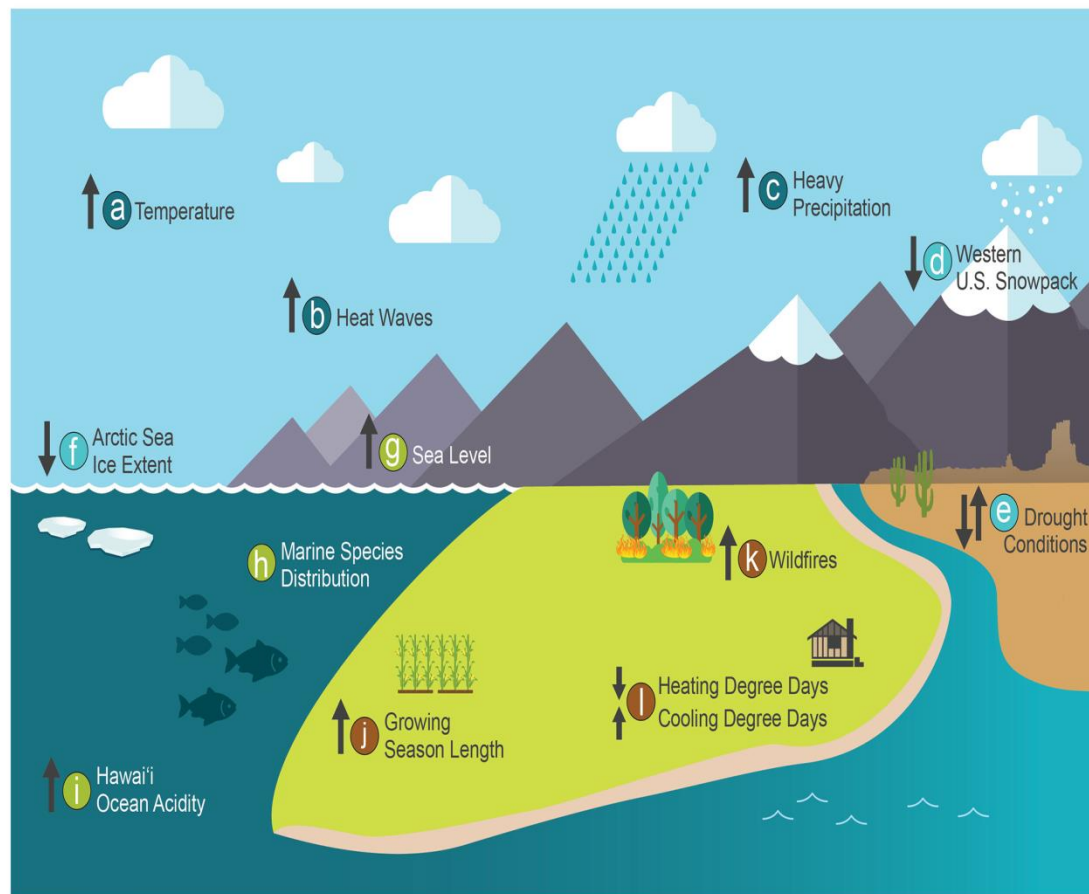 a Temperature
b Heat Waves
c Heavy
Precipitation
d Western
U.S. Snowpack
f Arctic Sea
Ice Extent
g Sea Level
e Drought
Conditions
h Marine Species
Distribution
k Wildfires
j Growing
Season Length
l Heating Degree Days
Cooling Degree Days
i Hawaiʻi
Ocean Acidity